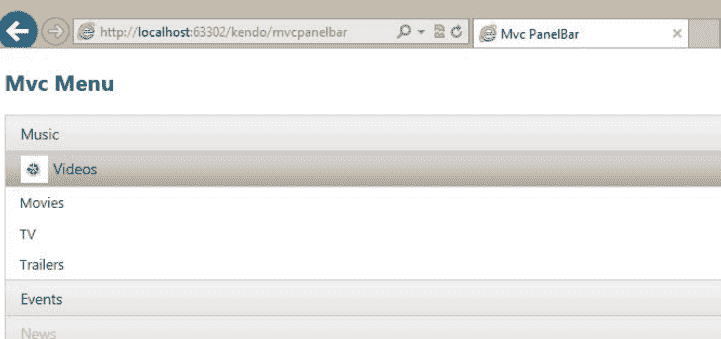 http://localhost:63302/kendo/mvcpanelbar
Mvc PanelBar
Mvc Menu
Music
Videos
Movies
TV
Trailers
Events
News